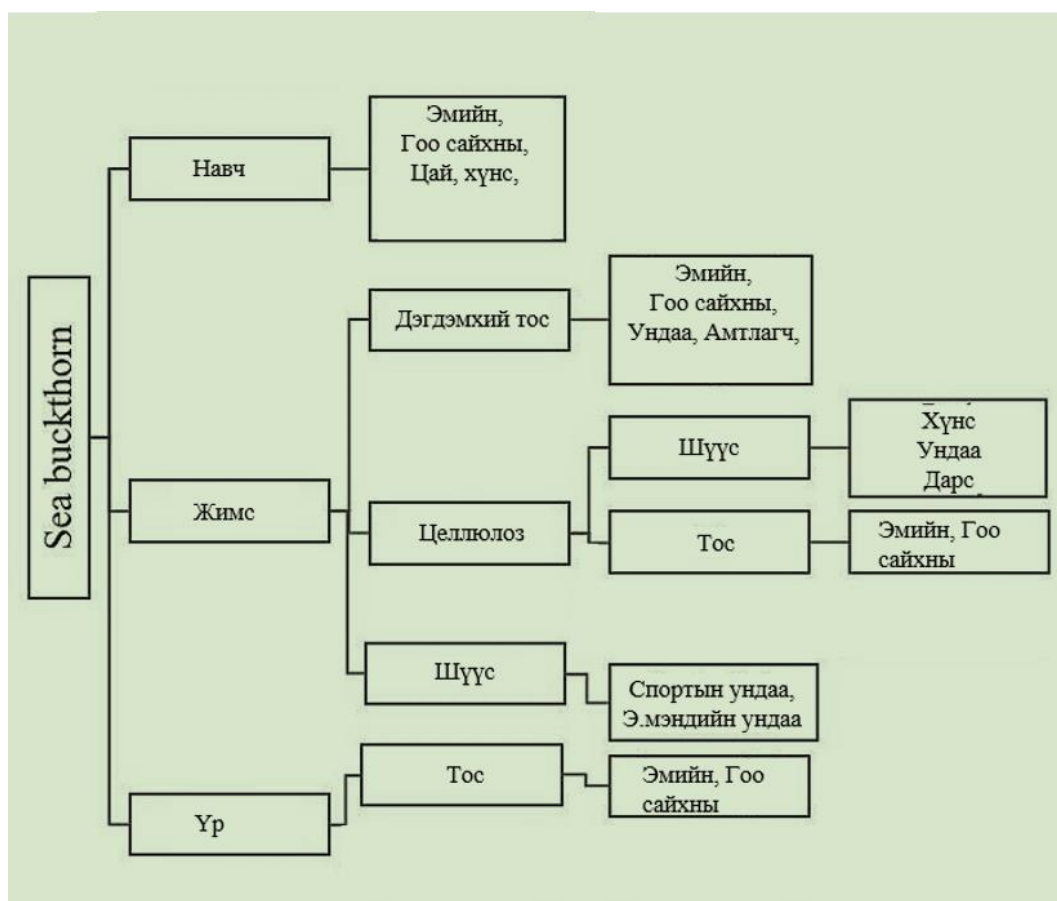 Sea buckthorn
Навч
Эмийн,
Гоо сайхны,
Цай, хүнс,
Жимс
Дэгдэмхий тос
Эмийн,
Гоо сайхны,
Ундаа, Амтлагч,
Целлюлоз
Шүүс
Хүнс
Ундаа
Дарс
Тос
Эмийн, Гоо
сайхны
Шүүс
Спортын ундаа,
Э.мэндийн ундаа
Үр
Тос
Эмийн, Гоо
сайхны